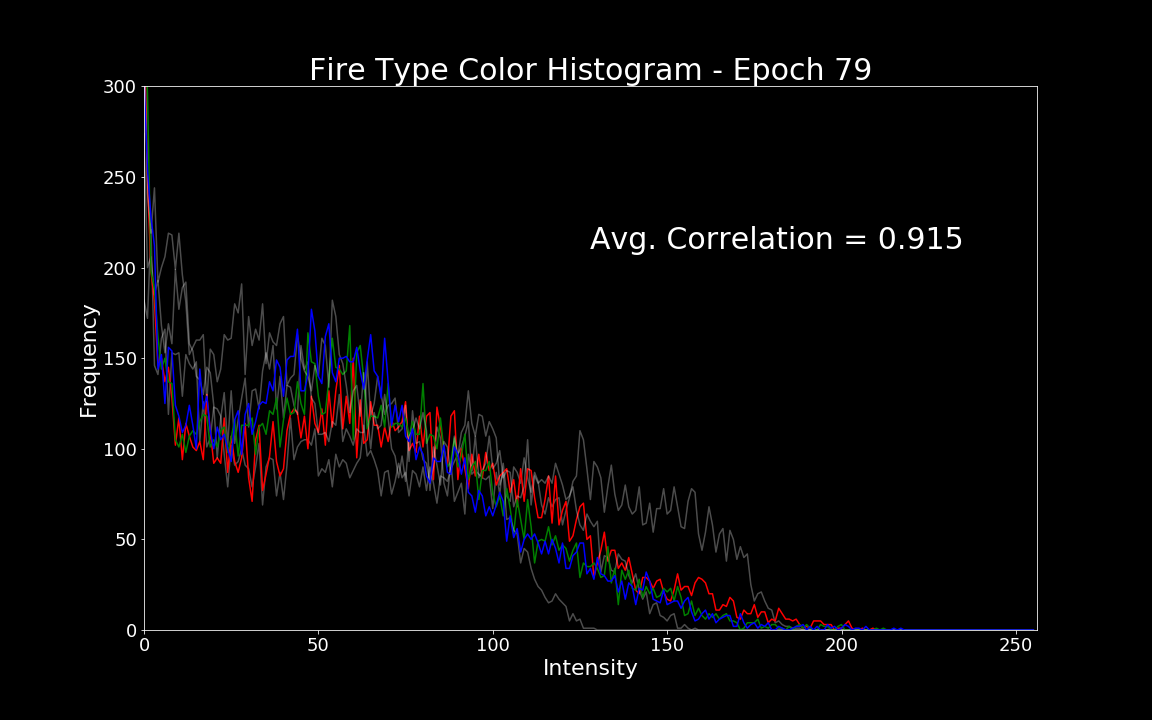 Fire Type Color Histogram - Epoch 79
300
250
200
150
100
50
0
Frequency
Avg. Correlation = 0.915
0 50 100 150 200 250
Intensity